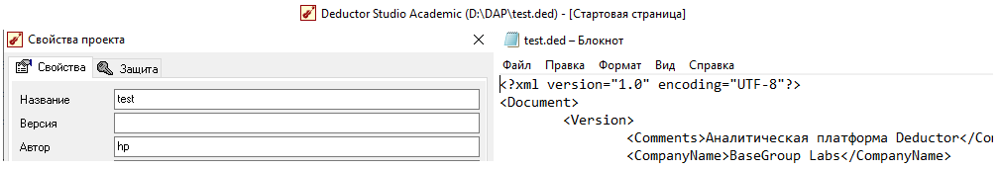 Deductor Studio Academic (D:\DAP\test.ded) - [Стартовая страница]
Свойства проекта
Свойства Защита
Название test
Версия
Автор hp
test.ded – Блокнот
Файл Правка Формат Вид Справка
<?xml version="1.0" encoding="UTF-8"?>
<Document>
<Version>
<Comments>Аналитическая платформа Deductor</Co
<CompanyName>BaseGroup Labs</CompanyName>